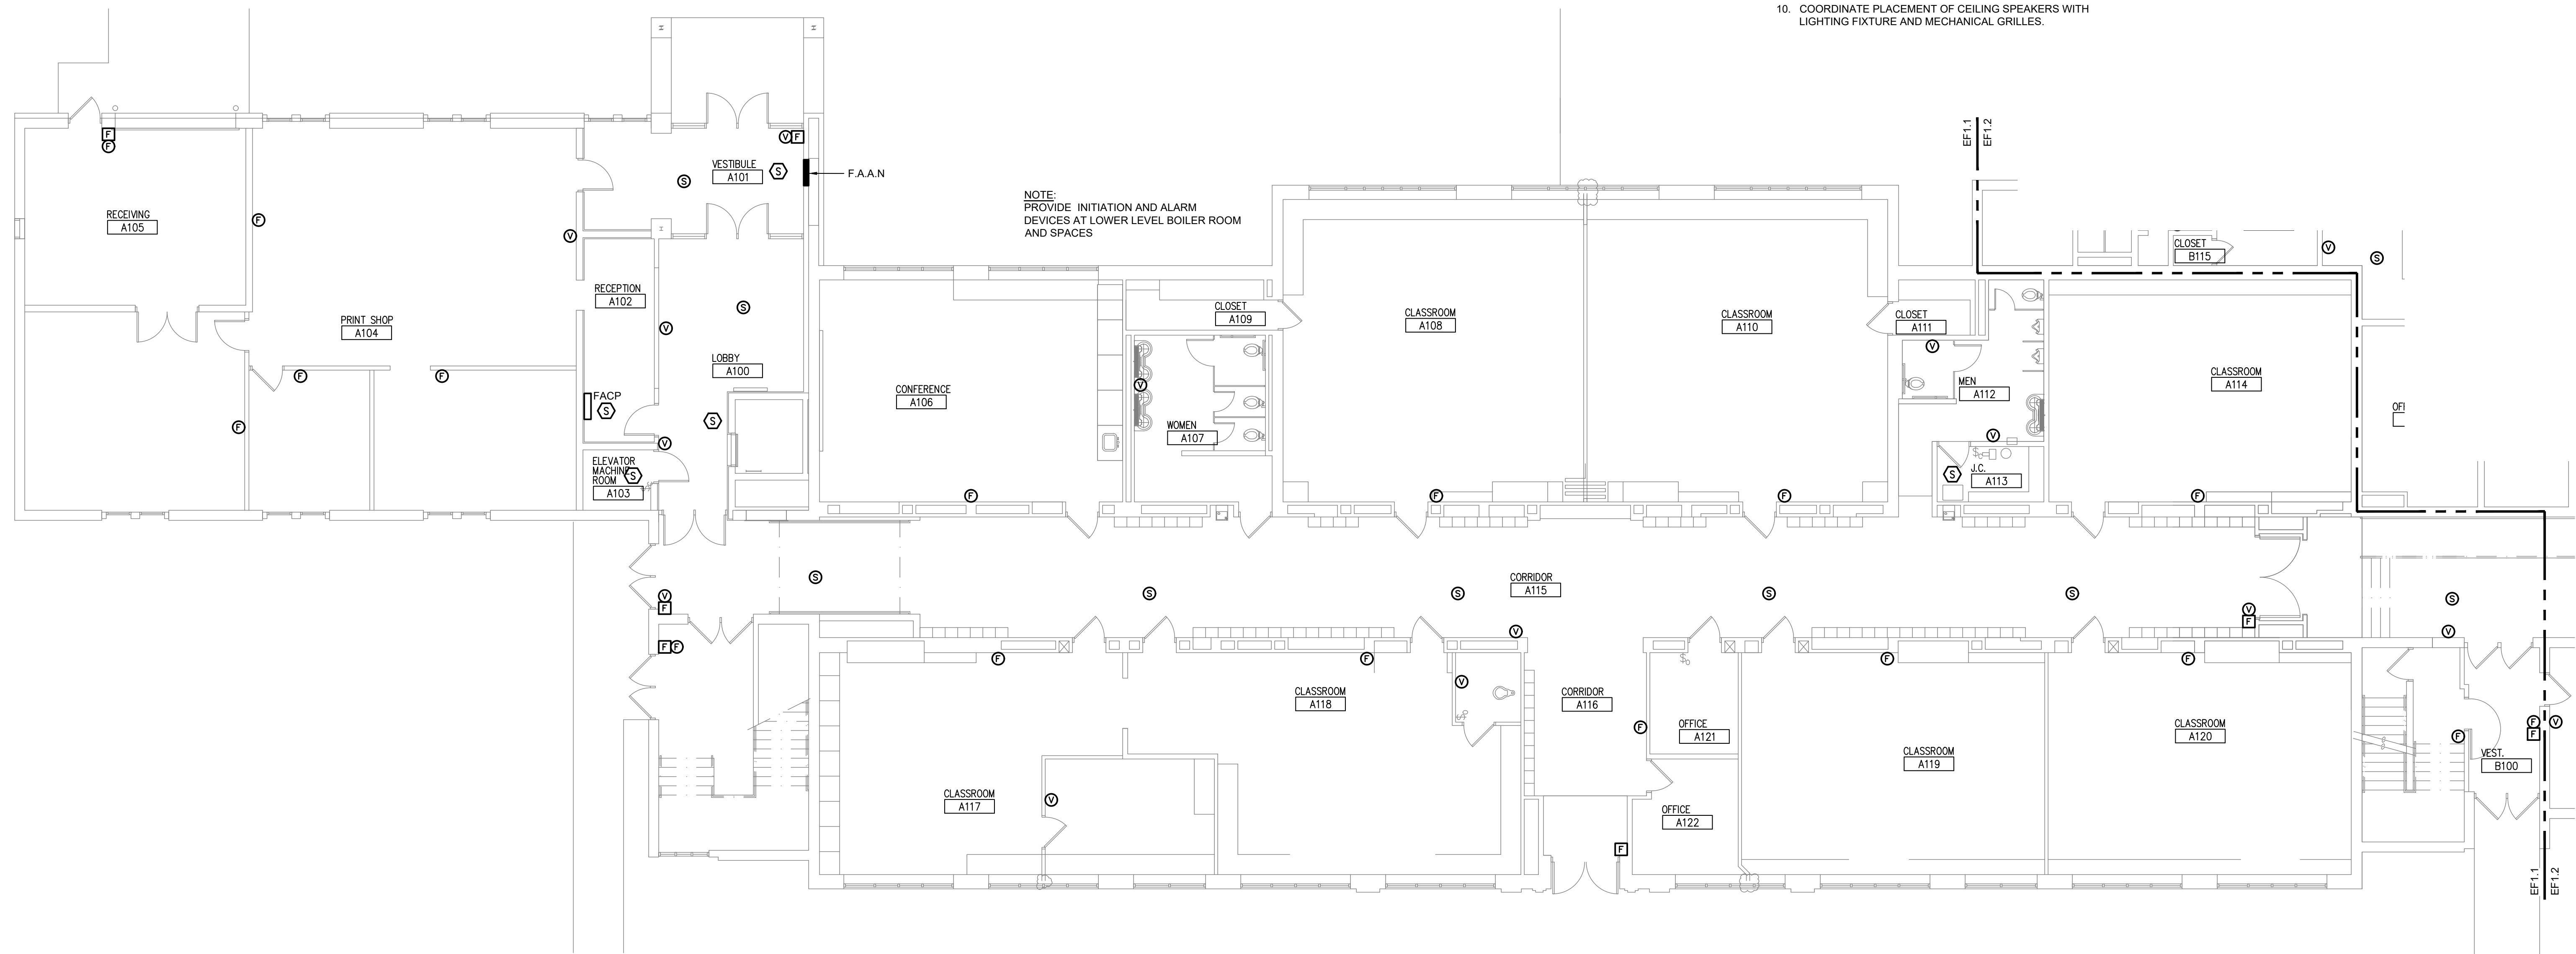 10. COORDINATE PLACEMENT OF CEILING SPEAKERS WITH
LIGHTING FIXTURE AND MECHANICAL GRILLES.
EF1.1
EF1.2
F
F
V F
VESTIBULE
A101
S
S
F.A.A.N
NOTE:
PROVIDE INITIATION AND ALARM
DEVICES AT LOWER LEVEL BOILER ROOM
AND SPACES
RECEIVING
A105
F
V
CLOSET
B115
V
S
RECEPTION
A102
S
V
PRINT SHOP
A104
LOBBY
A100
CLOSET
A109
CLASSROOM
A108
CLASSROOM
A110
CLOSET
A111
V
F
F
FACP
S
F
S
V
CONFERENCE
A106
V
WOMEN
A107
MEN
A112
V
CLASSROOM
A114
OFI
ELEVATOR
MACHINE
ROOM
A103
S
F
F
F
S
J.C.
A113
F
S
CORRIDOR
A115
S
S
S
S
S
V
F
V
F
F F
V
V
F
F
F
F
CLASSROOM
A118
V
CORRIDOR
A116
F
OFFICE
A121
CLASSROOM
A119
CLASSROOM
A120
F
F
F
V
VEST.
B100
CLASSROOM
A117
V
OFFICE
A122
F
EF1.1
EF1.2